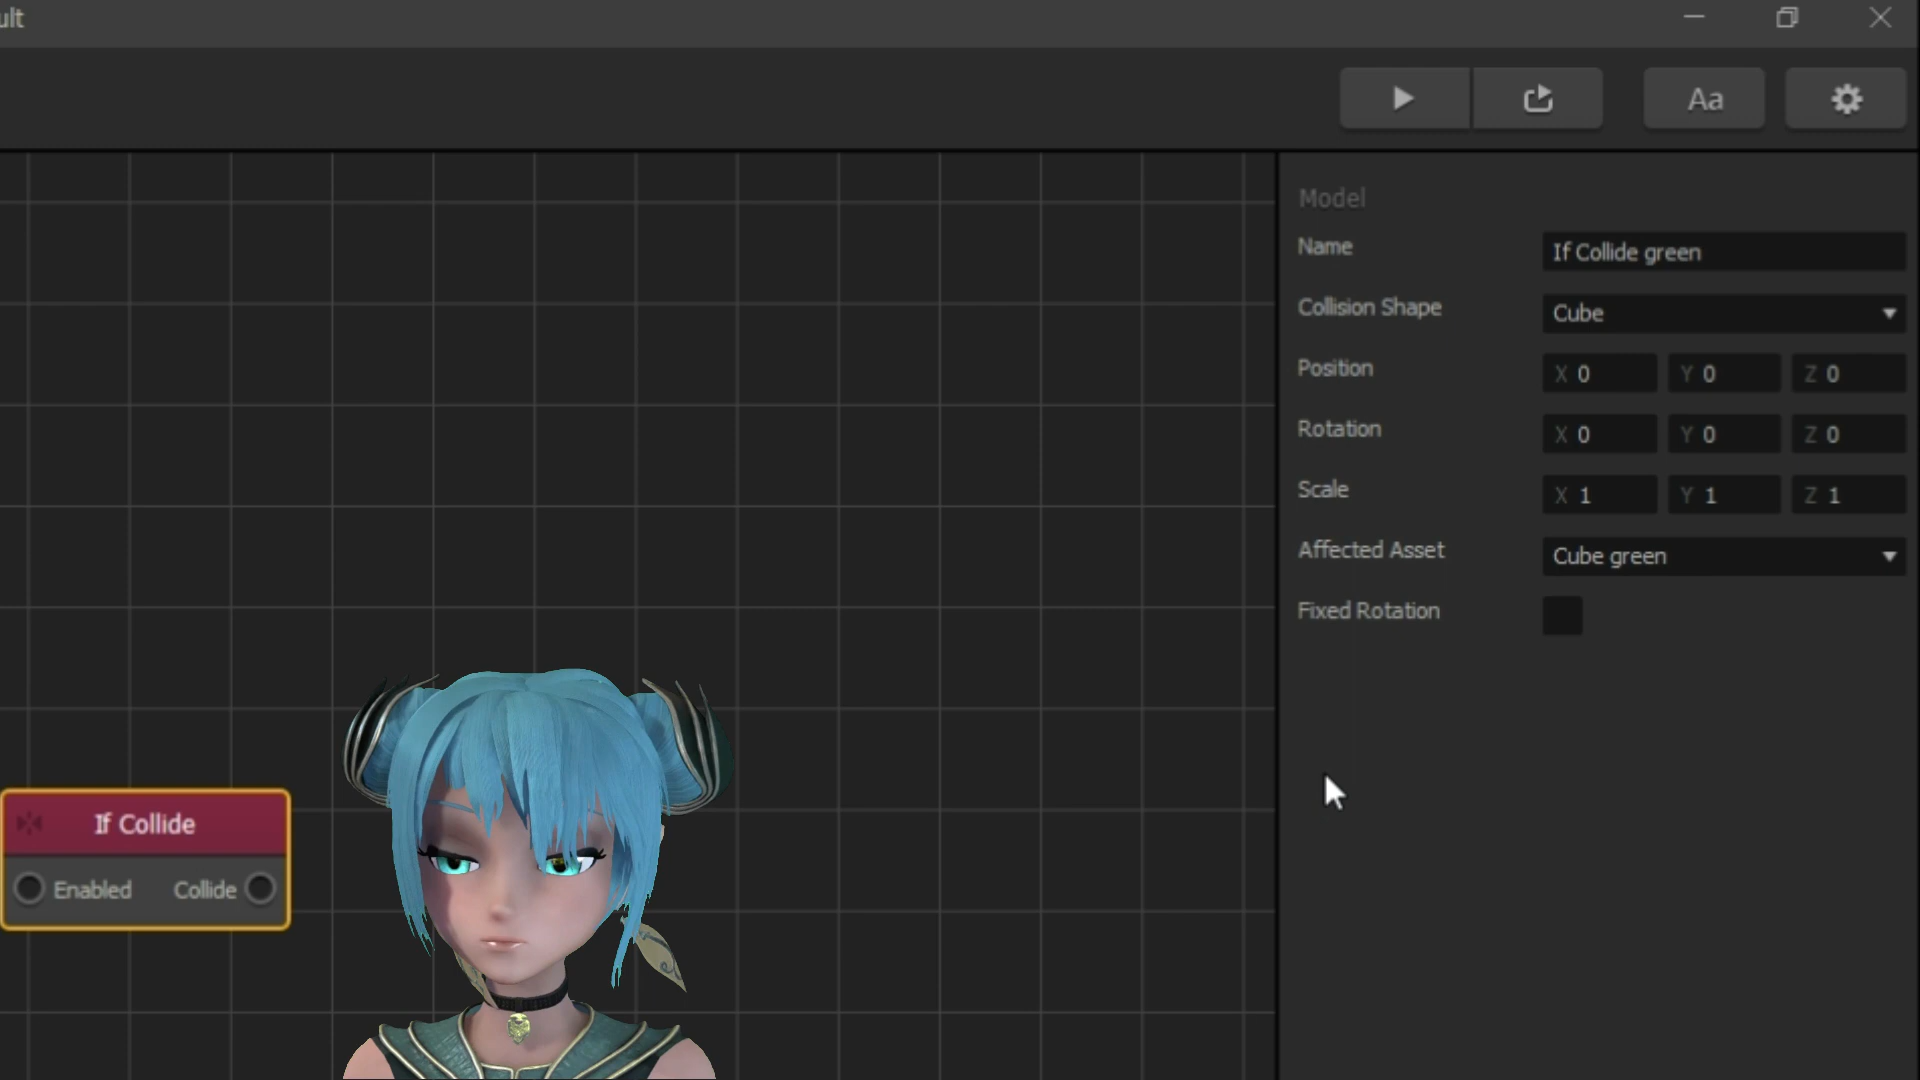 ult
Aa
Model
Name If Collide green
Collision Shape Cube
Position X 0 Y 0 Z 0
Rotation X 0 Y 0 Z 0
Scale X 1 Y 1 Z 1
Affected Asset Cube green
Fixed Rotation
If Collide
Enabled Collide